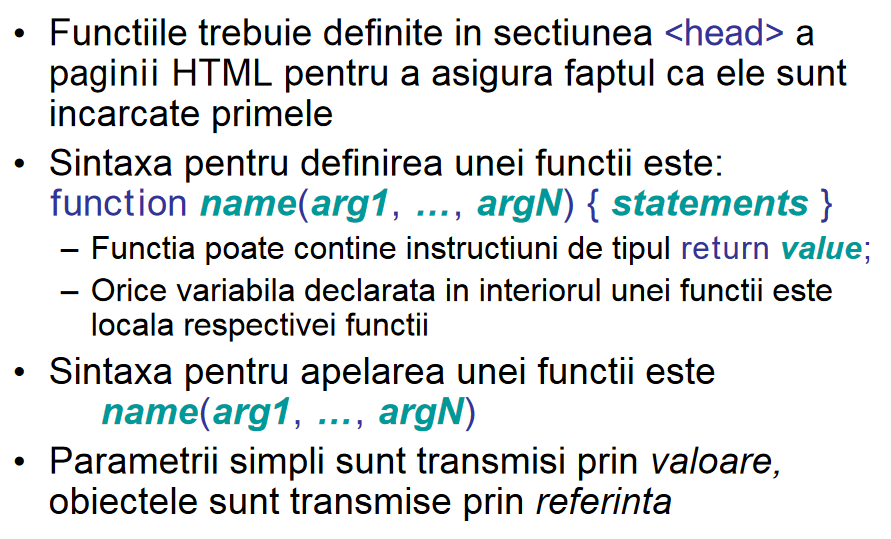 • Functiile trebuie definite in sectiunea <head> a
paginii HTML pentru a asigura faptul ca ele sunt
incarcate primele
• Sintaxa pentru definirea unei functii este:
function name(arg1, …, argN) { statements }
– Functia poate contine instructiuni de tipul return value;
– Orice variabila declarata in interiorul unei functii este
locala respectivei functii
• Sintaxa pentru apelarea unei functii este
name(arg1, …, argN)
• Parametrii simpli sunt transmisi prin valoare,
obiectele sunt transmise prin referinta